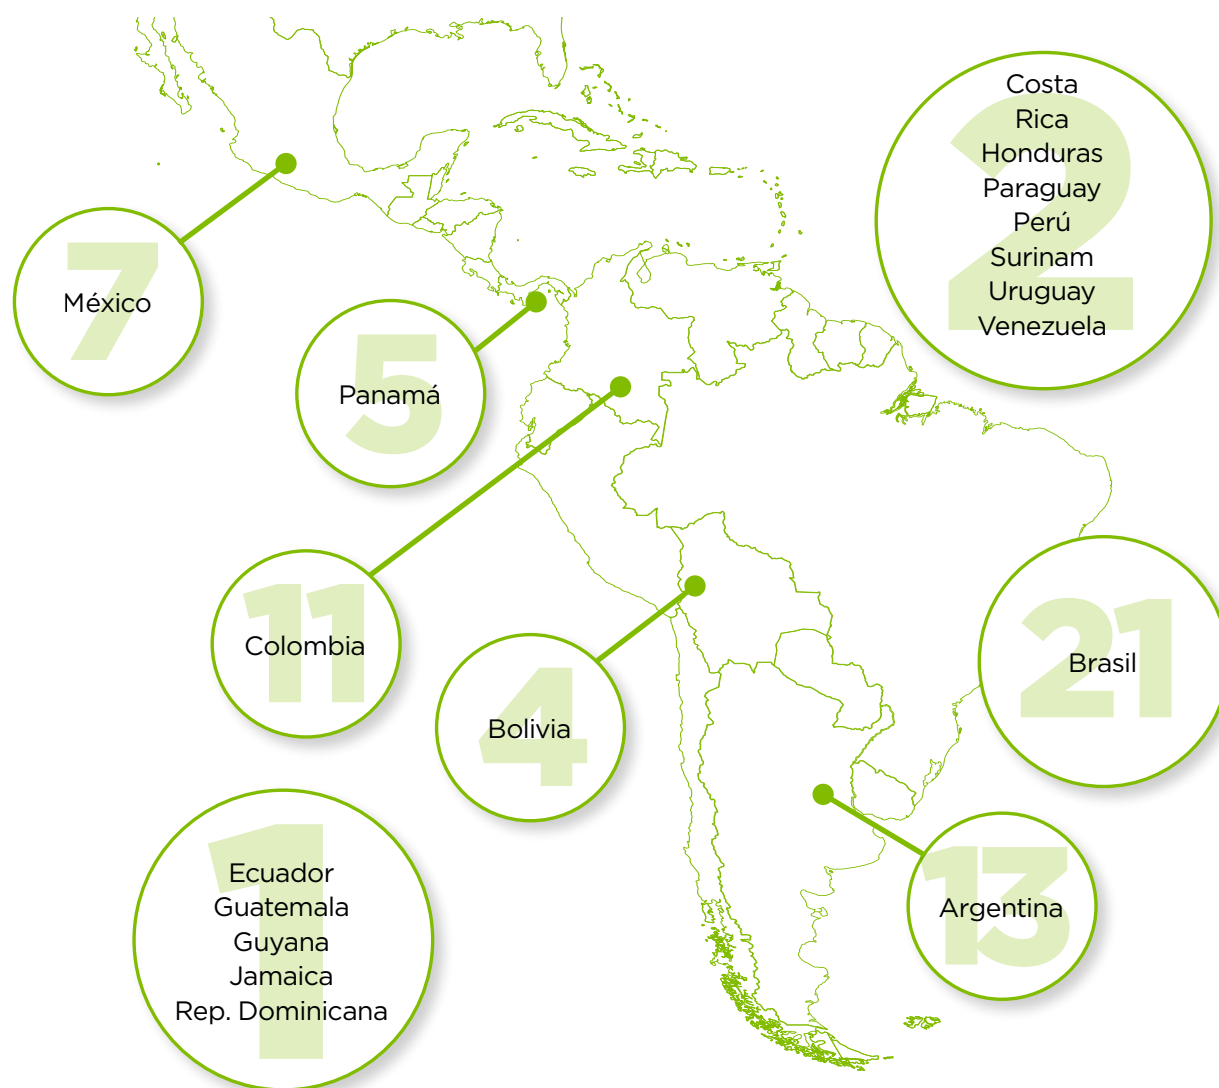 2
Costa
Rica
Honduras
Paraguay
Perú
Surinam
Uruguay
Venezuela
7
México
5
Panamá
11
Colombia
21
Brasil
4
Bolivia
1
Ecuador
Guatemala
Guyana
Jamaica
Rep. Dominicana
13
Argentina